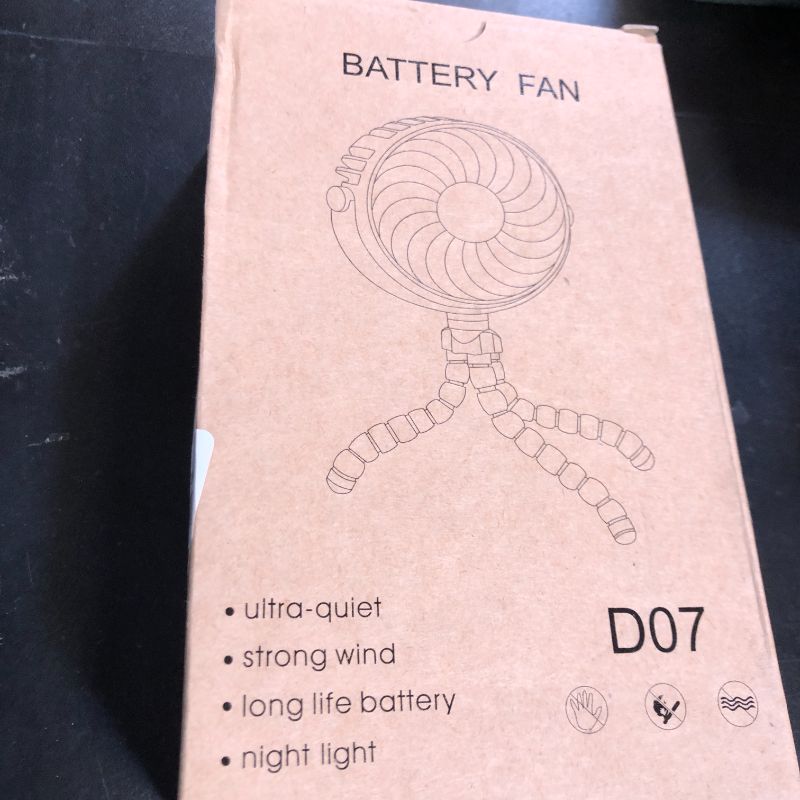 BATTERY FAN
• ultra-quiet
• strong wind
• long life battery
• night light
D07